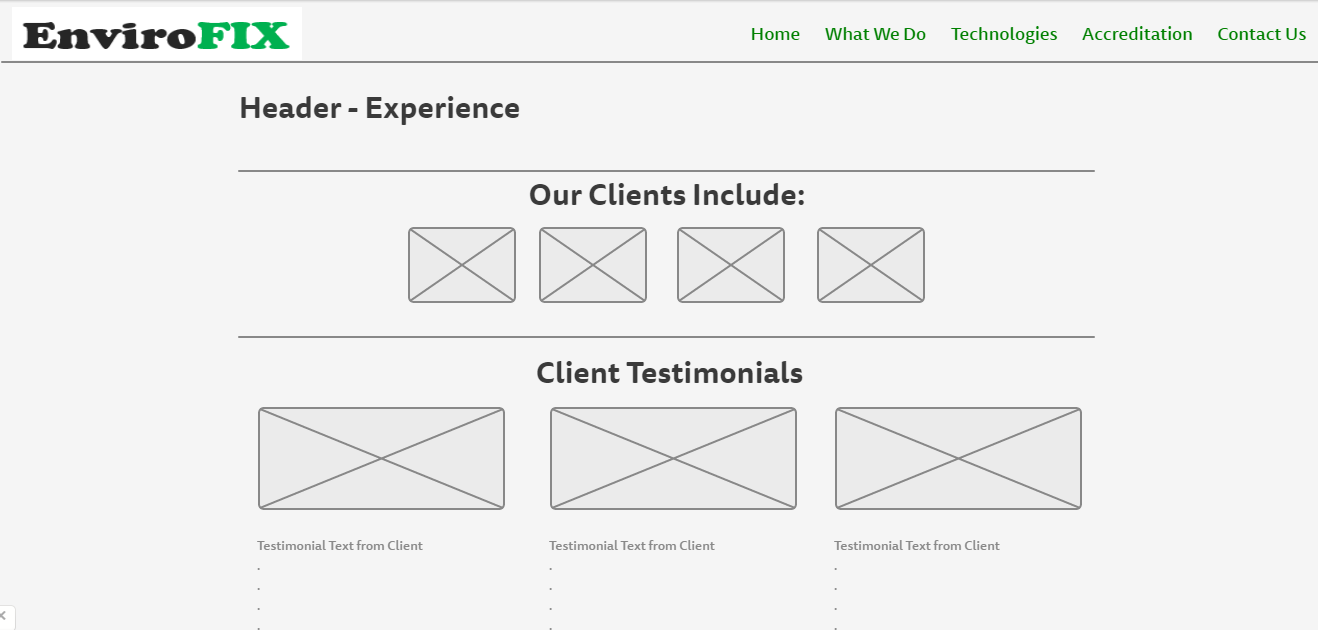 EnviroFIX
Home What We Do Technologies Accreditation Contact Us
Header - Experience
Our Clients Include:
Client Testimonials
Testimonial Text from Client Testimonial Text from Client Testimonial Text from Client
. . .
. . .
. . .
. . .